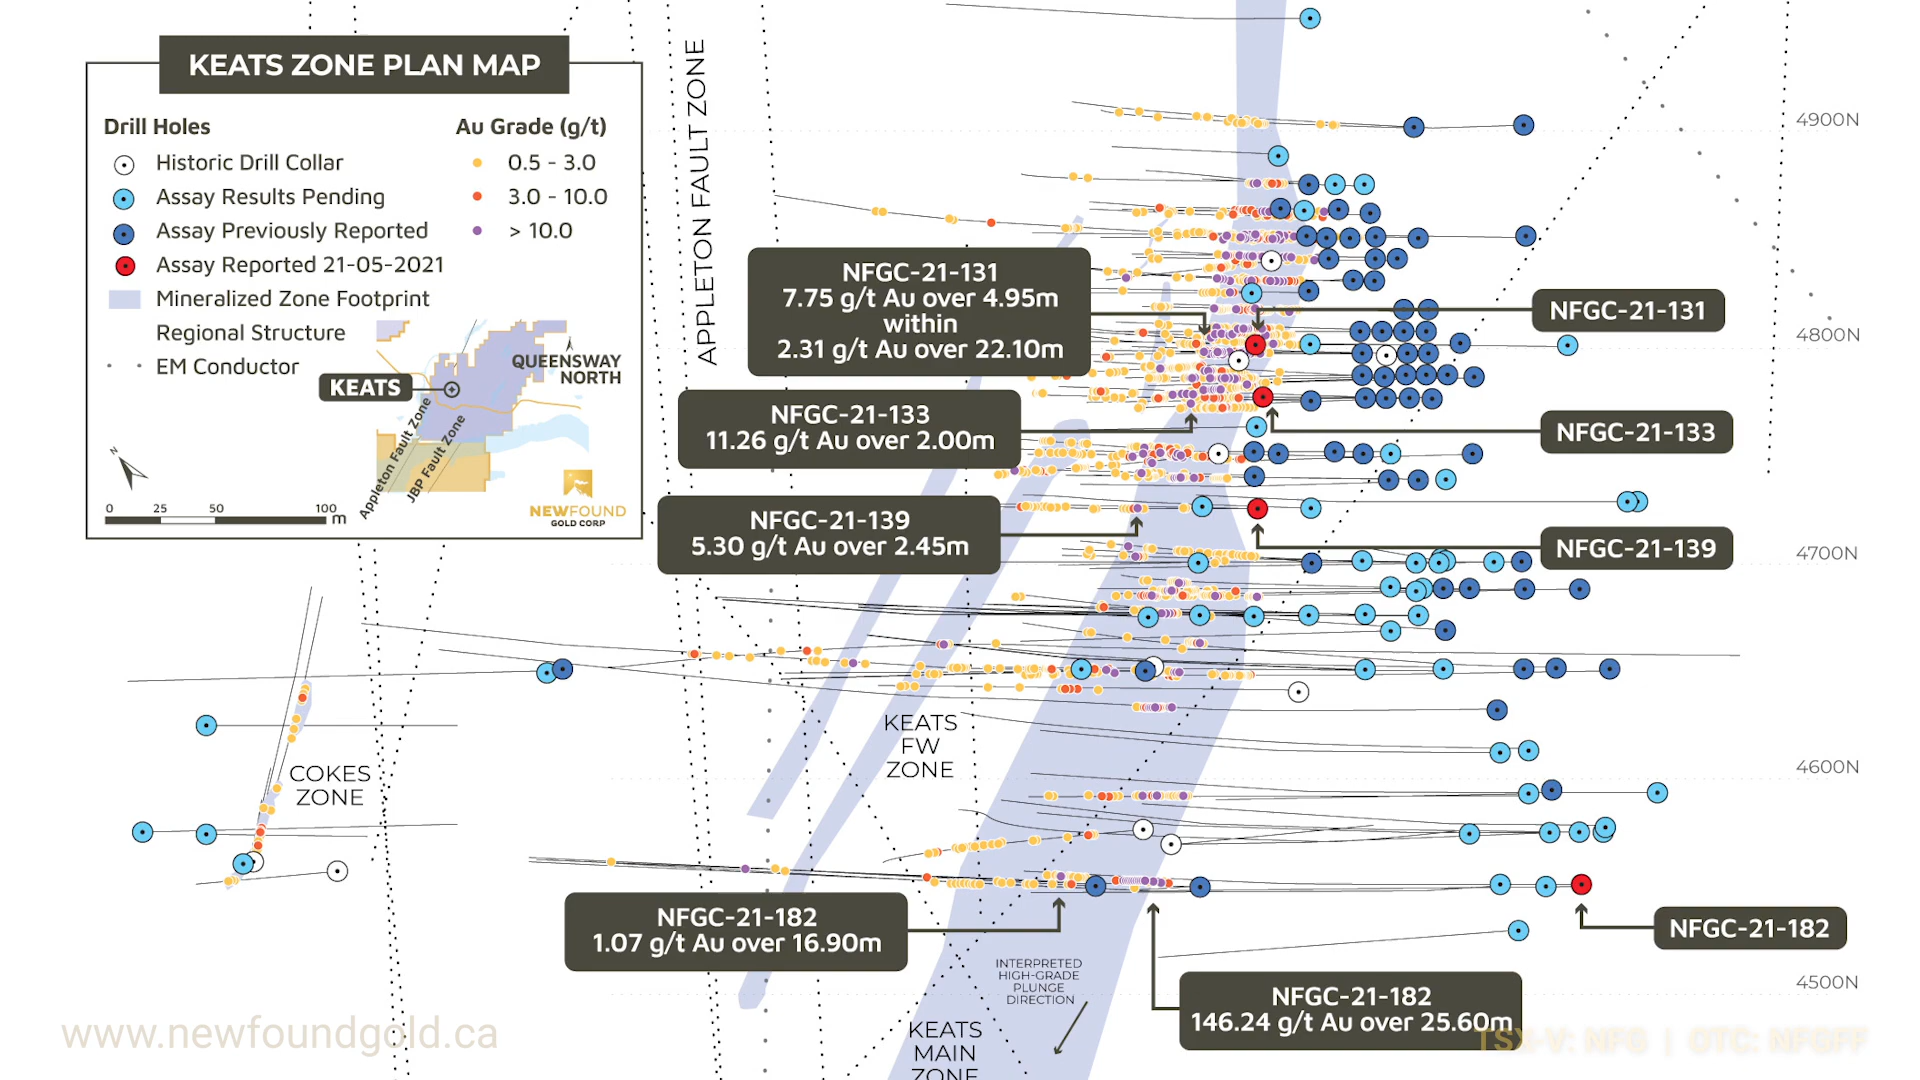 KEATS ZONE PLAN MAP
Drill Holes
Historic Drill Collar
Assay Results Pending
Assay Previously Reported
Assay Reported 21-05-2021
Mineralized Zone Footprint
Regional Structure
EM Conductor
Au Grade (g/t)
0.5 - 3.0
3.0 - 10.0
> 10.0
QUEENSWAY
NORTH
KEATS
Appleton Fault Zone
JBP Fault Zone
N
0 25 50 100 m
NEWFOUND
GOLD CORP
APPLETON FAULT ZONE
4900N
4800N
4700N
4600N
4500N
NFGC-21-131
7.75 g/t Au over 4.95m
within
2.31 g/t Au over 22.10m
NFGC-21-131
NFGC-21-133
11.26 g/t Au over 2.00m
NFGC-21-133
NFGC-21-139
5.30 g/t Au over 2.45m
NFGC-21-139
KEATS
FW
ZONE
COKES
ZONE
NFGC-21-182
1.07 g/t Au over 16.90m
NFGC-21-182
INTERPRETED
HIGH-GRADE
PLUNGE
DIRECTION
NFGC-21-182
146.24 g/t Au over 25.60m
KEATS
MAIN
ZONE
www.newfoundgold.ca
TSX-V: NFG | OTC: NFGFF